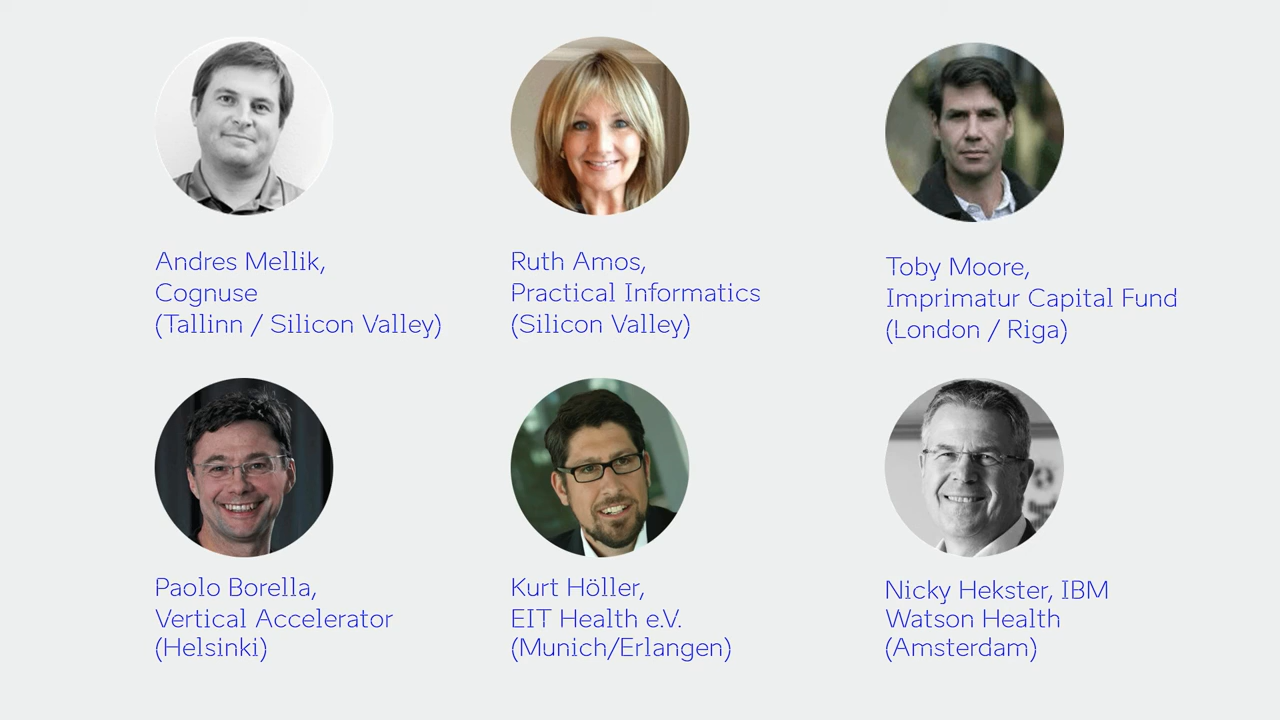 Andres Mellik,
Cognuse
(Tallinn / Silicon Valley)
Ruth Amos,
Practical Informatics
(Silicon Valley)
Toby Moore,
Imprimatur Capital Fund
(London / Riga)
Paolo Borella,
Vertical Accelerator
(Helsinki)
Kurt Höller,
EIT Health e.V.
(Munich/Erlangen)
Nicky Hekster, IBM
Watson Health
(Amsterdam)